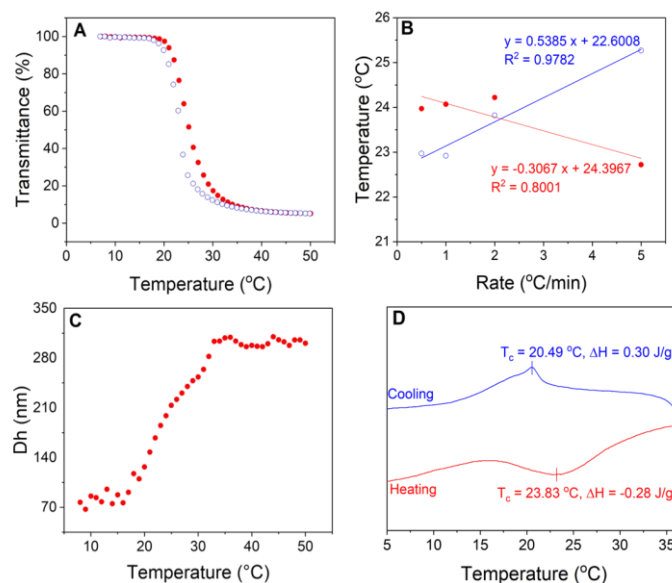 A
100
80
60
40
20
0
0
10
20
30
40
50
Transmittance (%)
Temperature (°C)
B
26
25
24
23
22
21
0
1
2
3
4
5
y = 0.5385 x + 22.6008
R² = 0.9782
y = -0.3067 x + 24.3967
R² = 0.8001
Temperature (°C)
Rate (°C/min)
C
350
280
210
140
70
10
20
30
40
50
Dh (nm)
Temperature (°C)
D
T_c = 20.49 °C, ΔH = 0.30 J/g
Cooling
Heating
T_c = 23.83 °C, ΔH = -0.28 J/g
5
10
15
20
25
30
35
Temperature (°C)